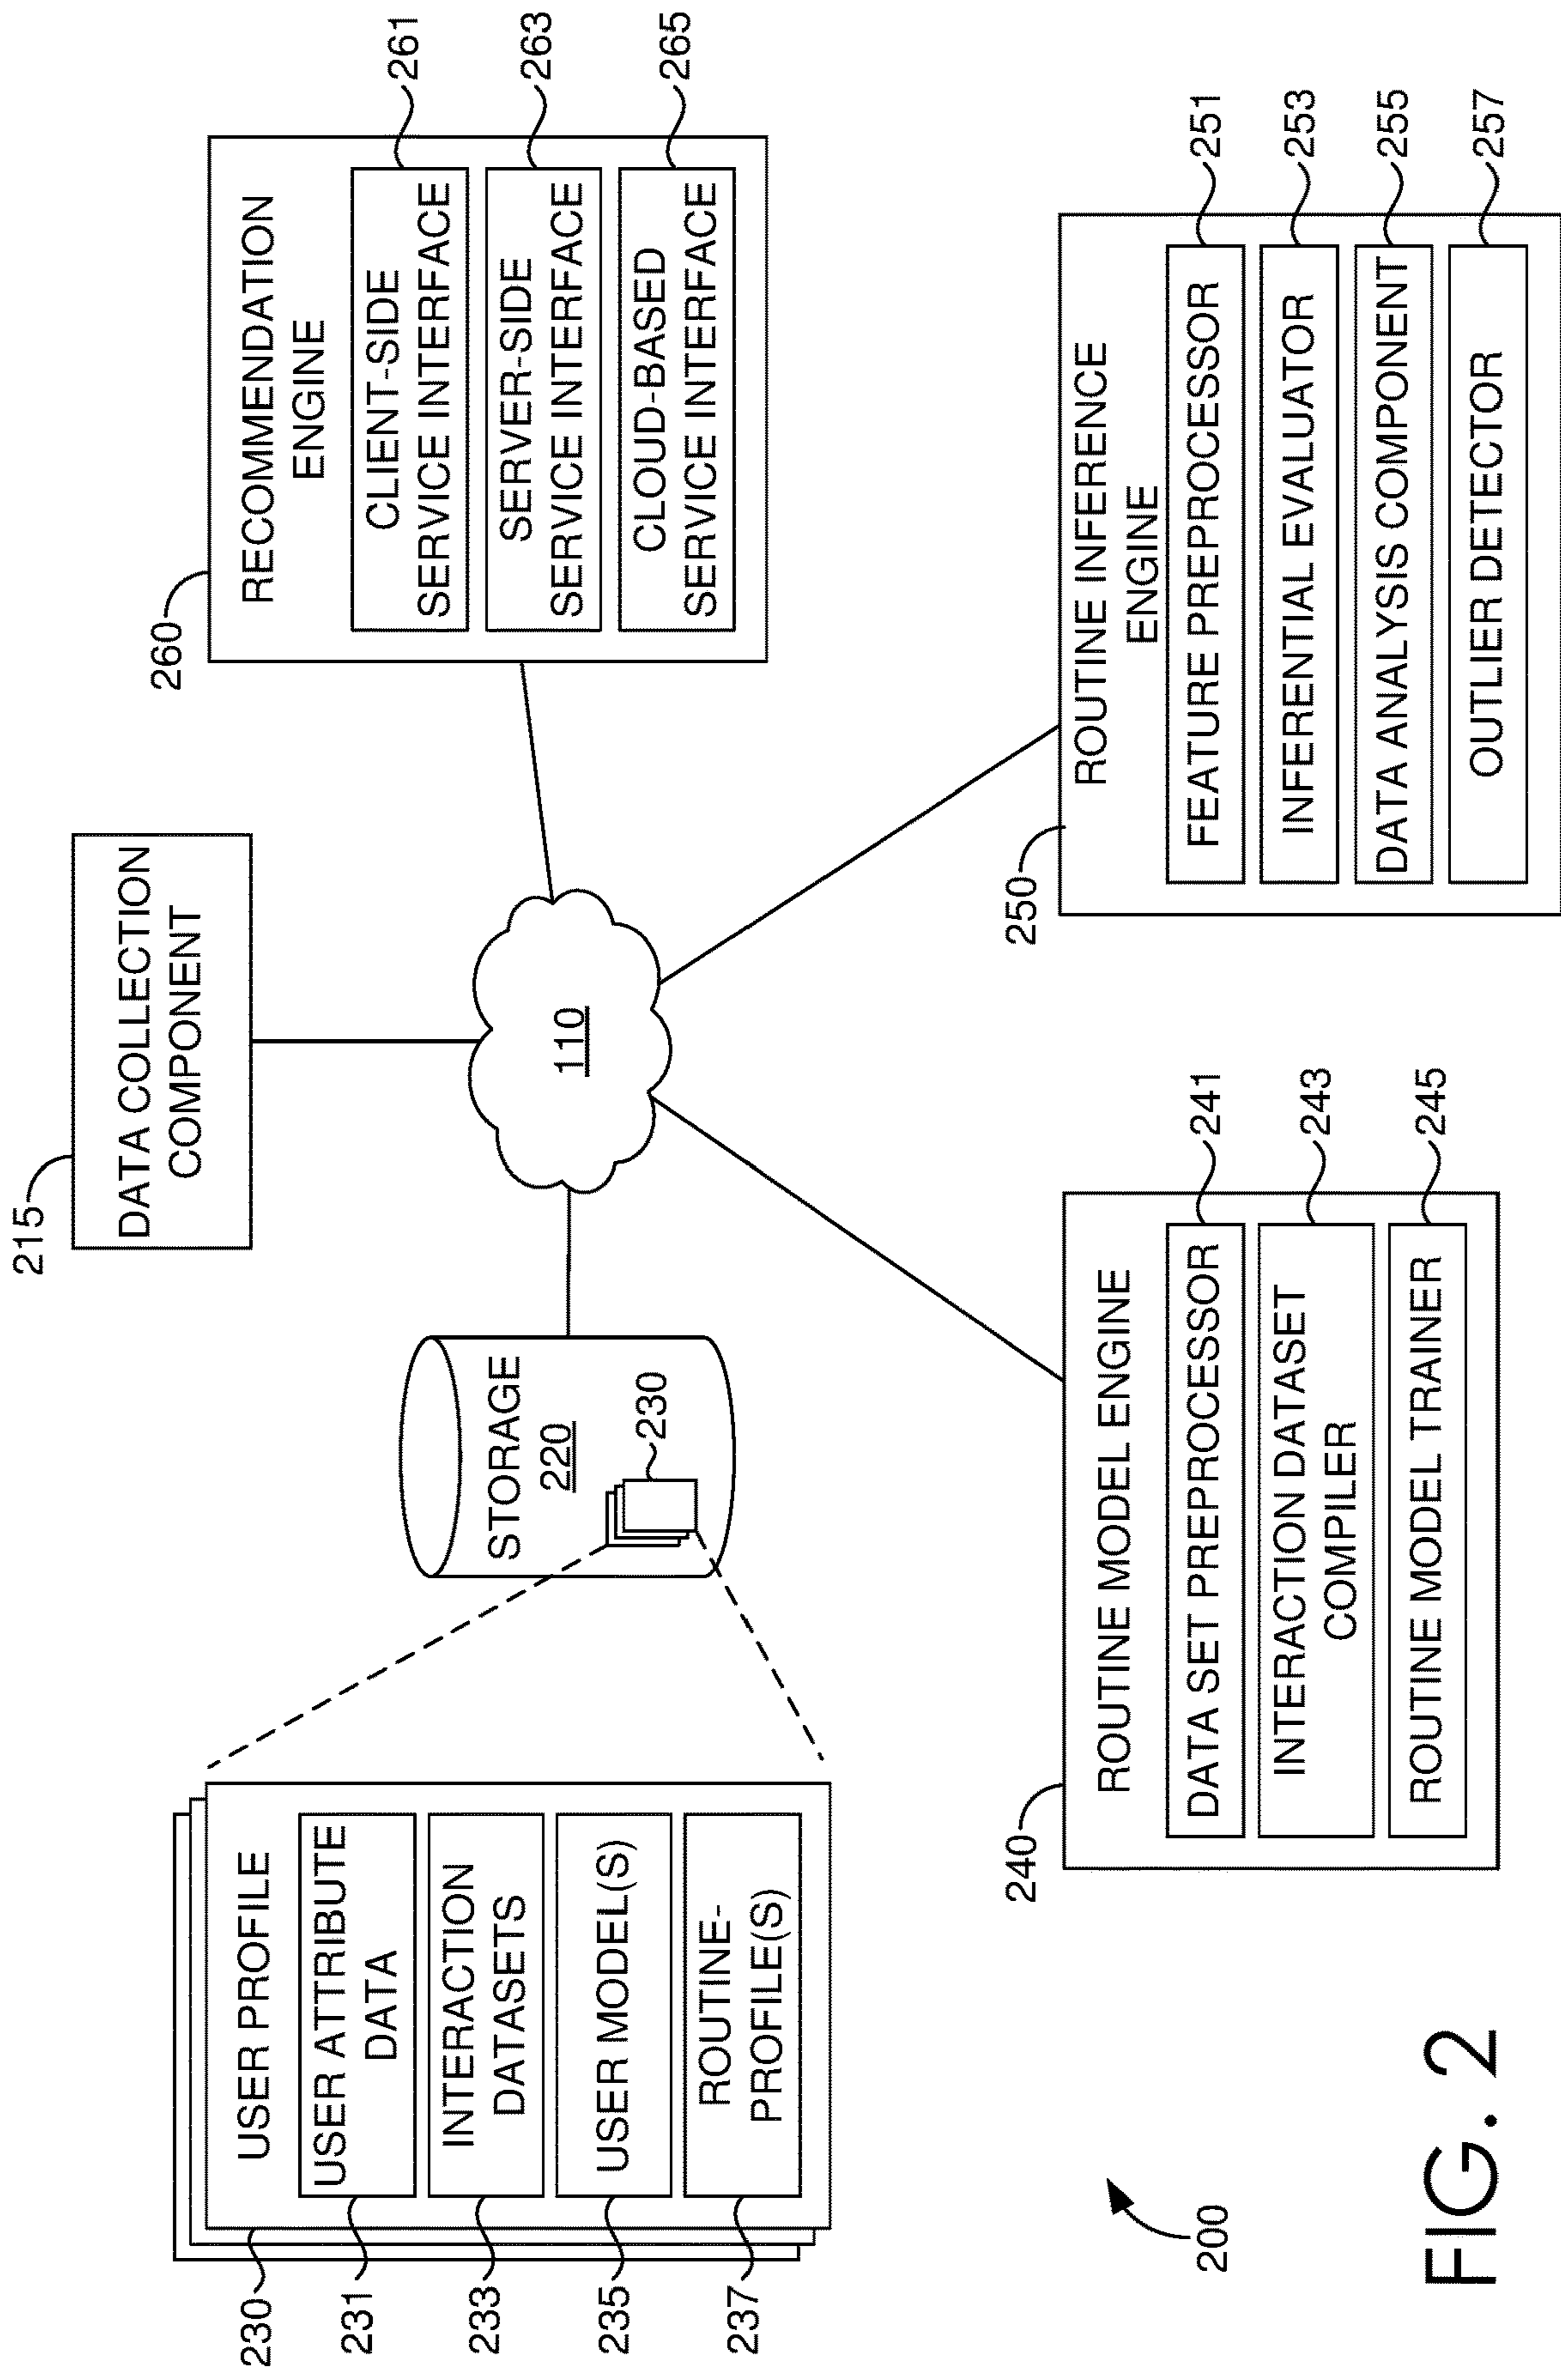 215
DATA COLLECTION
COMPONENT
260
RECOMMENDATION
ENGINE
CLIENT-SIDE
SERVICE INTERFACE
261
SERVER-SIDE
SERVICE INTERFACE
263
CLOUD-BASED
SERVICE INTERFACE
265
110
STORAGE
220
230
USER PROFILE
230
USER ATTRIBUTE
DATA
231
INTERACTION
DATASETS
233
USER MODEL(S)
235
ROUTINE-
PROFILE(S)
237
240
ROUTINE MODEL ENGINE
DATA SET PREPROCESSOR
241
INTERACTION DATASET
COMPILER
243
ROUTINE MODEL TRAINER
245
250
ROUTINE INFERENCE
ENGINE
FEATURE PREPROCESSOR
251
INFERENTIAL EVALUATOR
253
DATA ANALYSIS COMPONENT
255
OUTLIER DETECTOR
257
200
FIG. 2